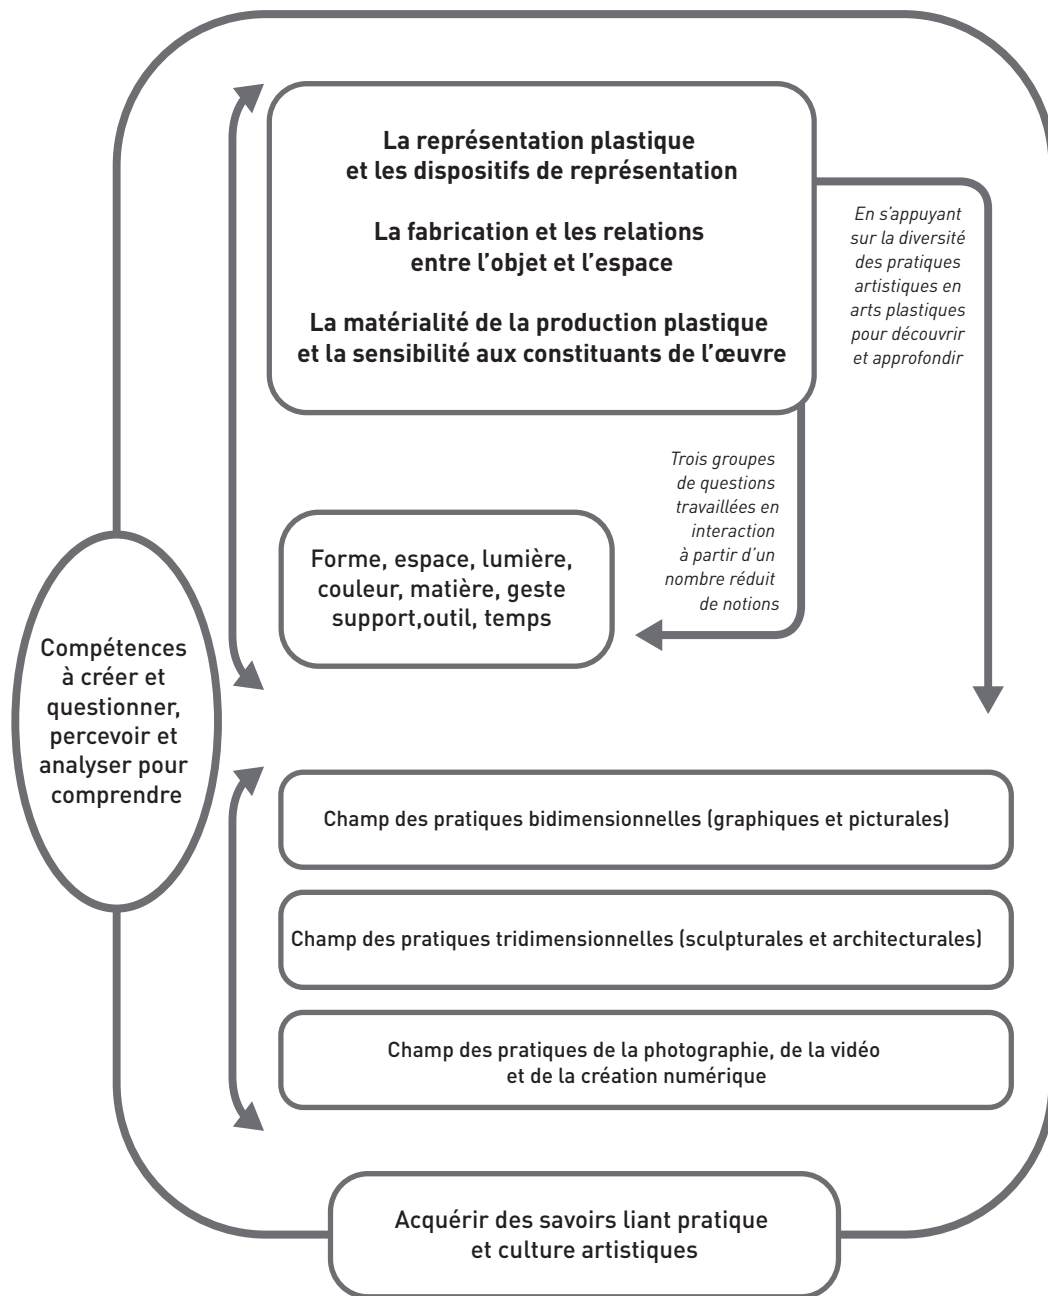 La représentation plastique
et les dispositifs de représentation
La fabrication et les relations
entre l’objet et l’espace
La matérialité de la production plastique
et la sensibilité aux constituants de l’œuvre
En s’appuyant
sur la diversité
des pratiques
artistiques en
arts plastiques
pour découvrir
et approfondir
Trois groupes
de questions
travaillées en
interaction
à partir d’un
nombre réduit
de notions
Forme, espace, lumière,
couleur, matière, geste
support,outil, temps
Compétences
à créer et
questionner,
percevoir et
analyser pour
comprendre
Champ des pratiques bidimensionnelles (graphiques et picturales)
Champ des pratiques tridimensionnelles (sculpturales et architecturales)
Champ des pratiques de la photographie, de la vidéo
et de la création numérique
Acquérir des savoirs liant pratique
et culture artistiques